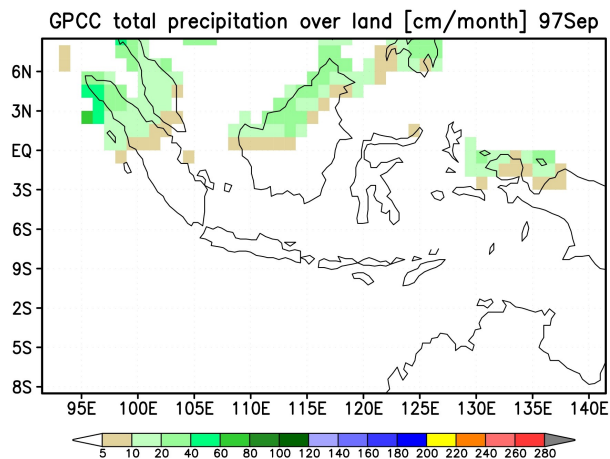 GPCC total precipitation over land [cm/month] 97Sep
6N
3N
EQ
3S
6S
9S
2S
5S
8S
95E 100E 105E 110E 115E 120E 125E 130E 135E 140E
5 10 20 40 60 80 100 120 140 160 180 200 220 240 260 280